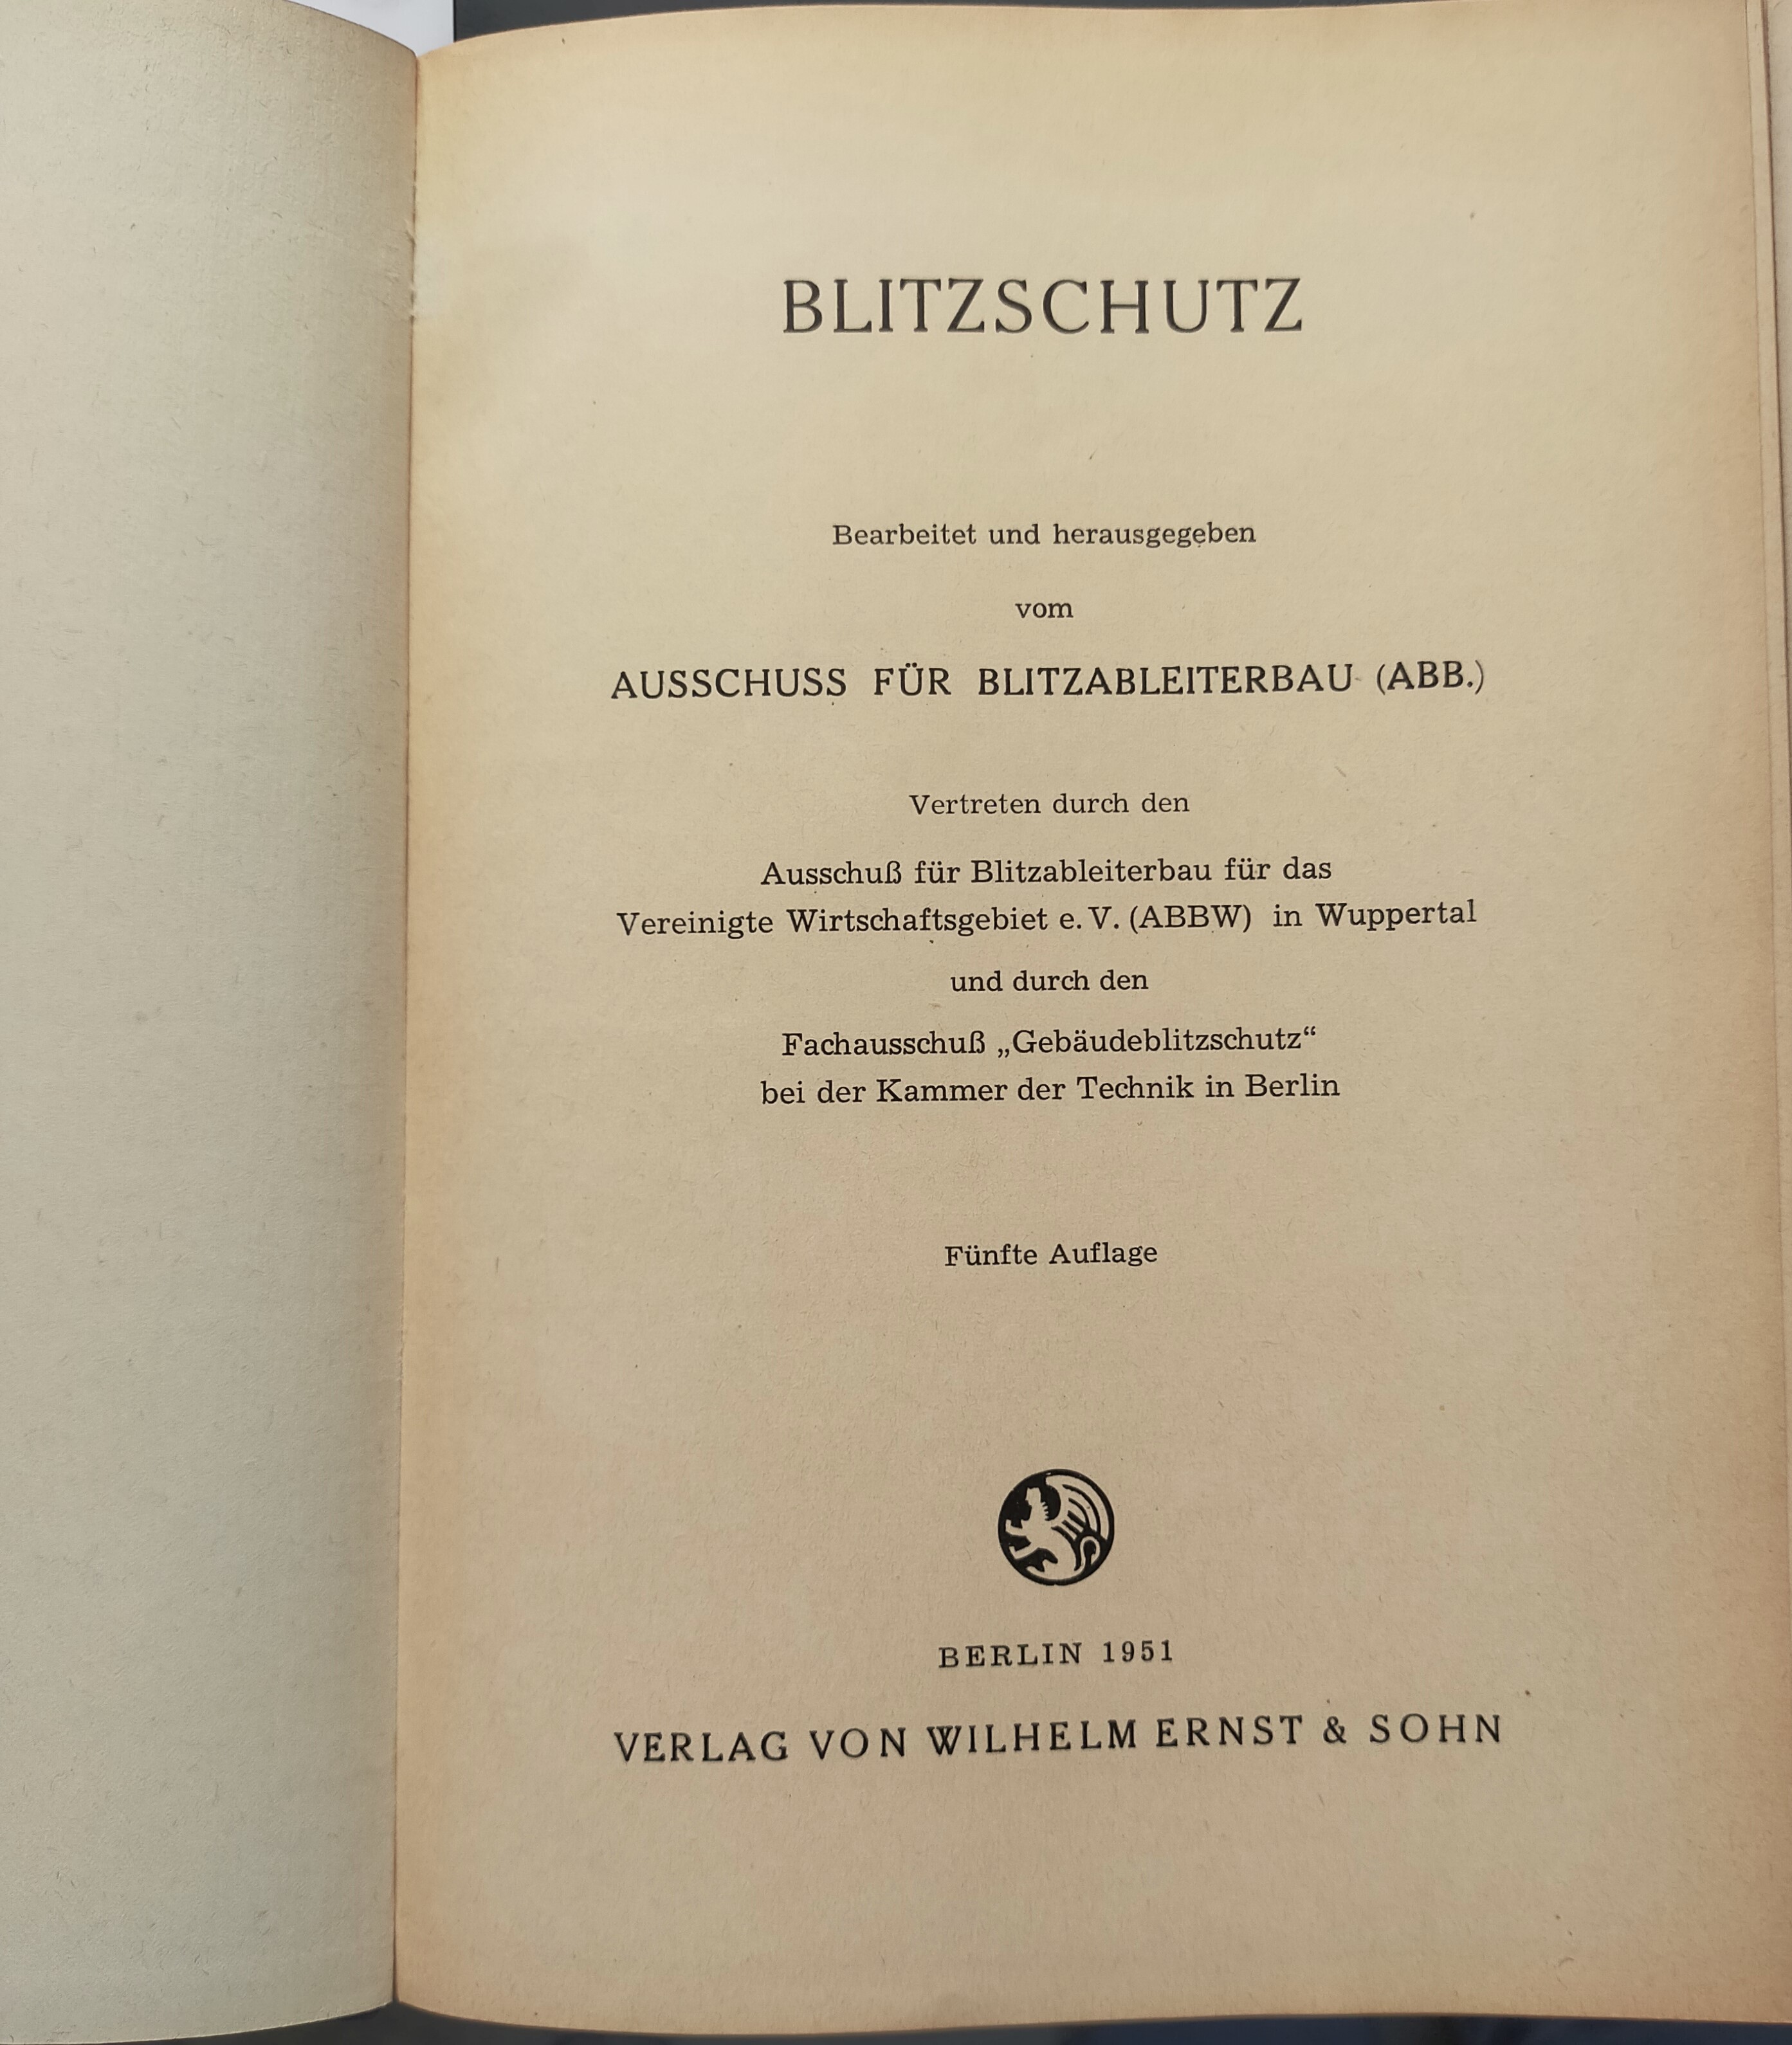 BLITZSCHUTZ
Bearbeitet und herausgegeben
vom
AUSSCHUSS FÜR BLITZABLEITERBAU (ABB.)
Vertreten durch den
Ausschuß für Blitzableiterbau für das
Vereinigte Wirtschaftsgebiet e. V. (ABBW) in Wuppertal
und durch den
Fachausschuß „Gebäudeblitzschutz“
bei der Kammer der Technik in Berlin
Fünfte Auflage
BERLIN 1951
VERLAG VON WILHELM ERNST & SOHN